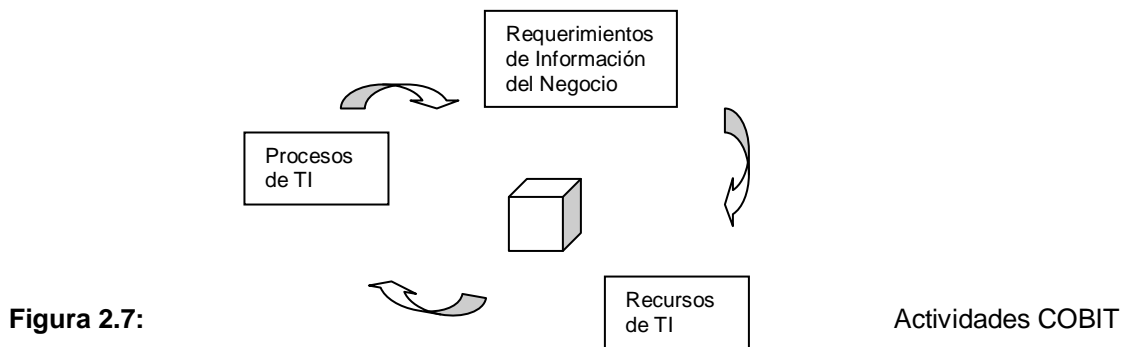 Requerimientos
de Información
del Negocio
Procesos
de TI
Recursos
de TI
Figura 2.7: Actividades COBIT